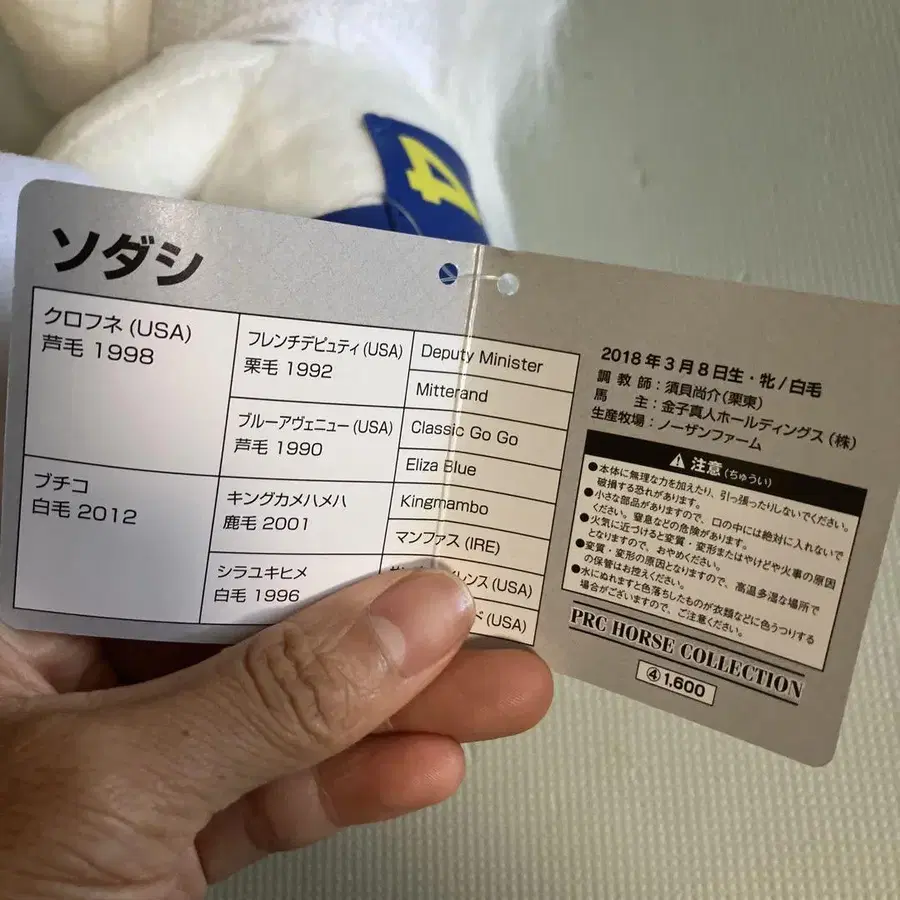 4
ソダシ
クロフネ (USA)
芦毛 1998
ブチコ
白毛 2012
フレンチデピュティ (USA)
栗毛 1992
ブルーアヴェニュー (USA)
芦毛 1990
キングカメハメハ
鹿毛 2001
シラユキヒメ
白毛 1996
Deputy Minister
Mitterand
Classic Go Go
Eliza Blue
Kingmambo
マンファス (IRE)
レンス (USA)
ド (USA)
2018年3月8日生・牝/白毛
調教師:須貝尚介(栗東)
馬主:金子真人ホールディングス(株)
生産牧場:ノーザンファーム
注意(ちゅうい)
●本体に無理な力を加えたり、引っ張ったりしないでください。
破損する恐れがあります。
●小さな部品がありますので、口の中には絶対に入れないで
ください。窒息などの危険があります。
●火気に近づけると変質・変形またはやけどや火事の原因
となりますので、おやめください。
●変質・変形の原因となりますので、高温多湿な場所で
の保管はお控えください。
●水にぬれますと色落ちしたものが衣類などに色うつりする
場合がございますので、ご注意ください。
PRC HORSE COLLECTION
④1,600